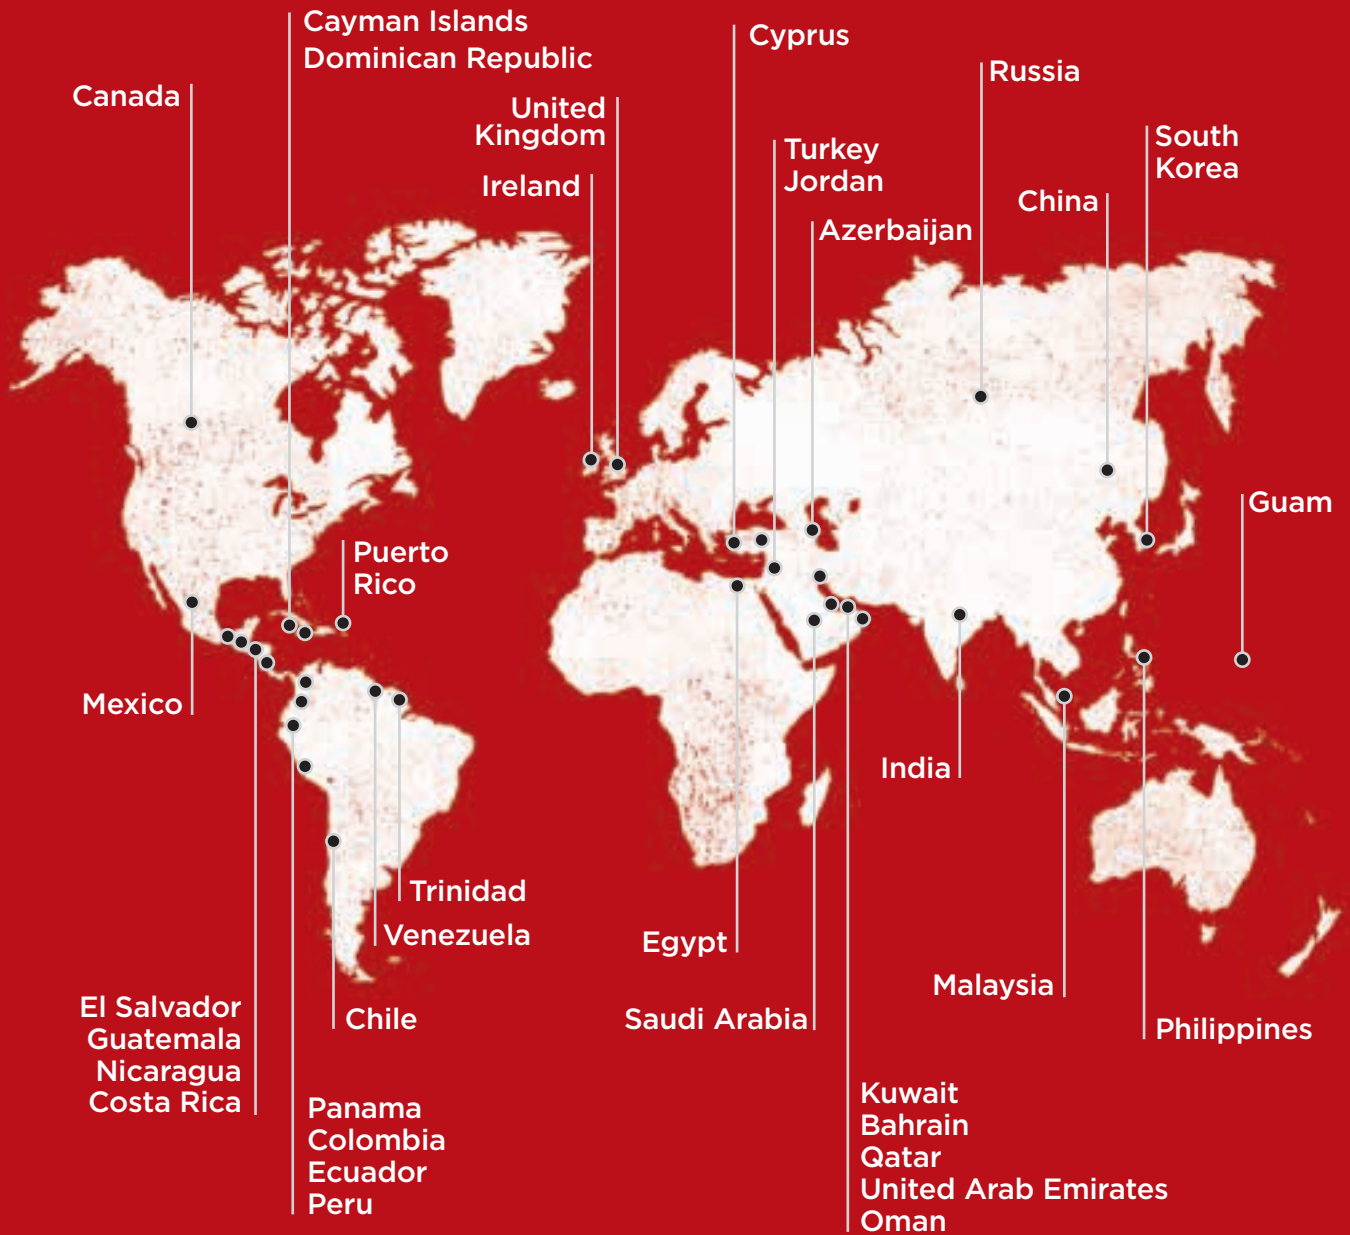 Cayman Islands
Dominican Republic
Cyprus
Russia
Canada
United
Kingdom
Turkey
Jordan
South
Korea
Ireland
China
Azerbaijan
Guam
Puerto
Rico
Mexico
India
Trinidad
Venezuela
Egypt
Malaysia
El Salvador
Guatemala
Nicaragua
Costa Rica
Chile
Saudi Arabia
Philippines
Panama
Colombia
Ecuador
Peru
Kuwait
Bahrain
Qatar
United Arab Emirates
Oman